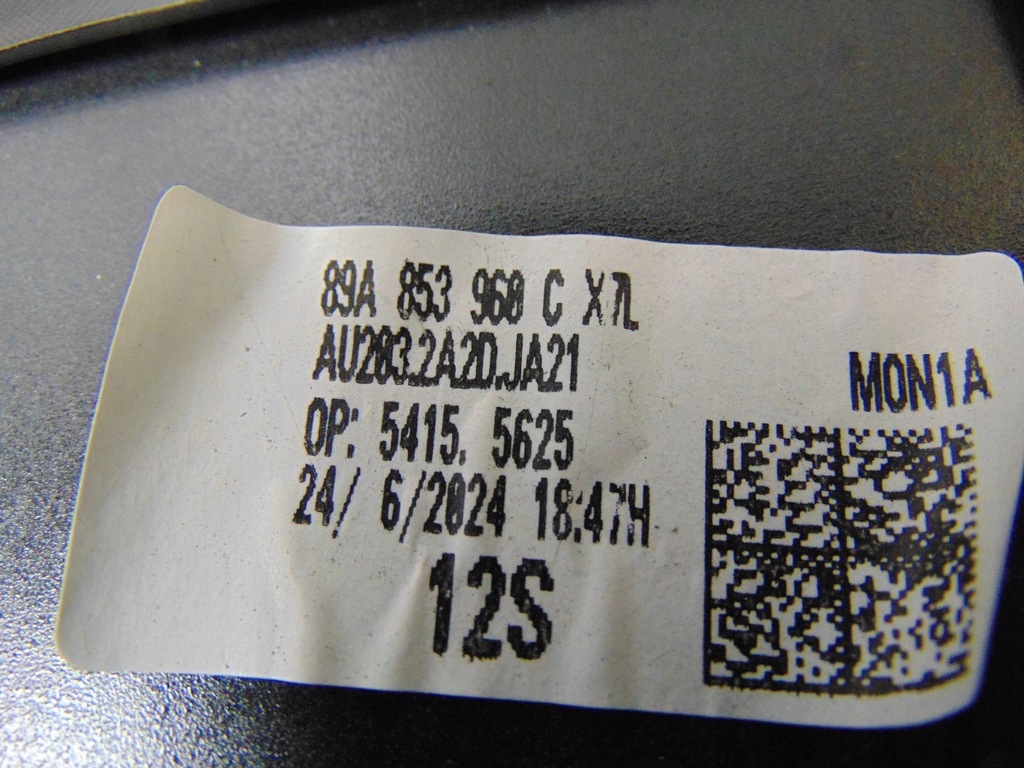 89A 853 960 C X7L
AU283.2A2D.JA21
OP: 5415. 5625
24/ 6/2024 18:47H
12S
MON1A